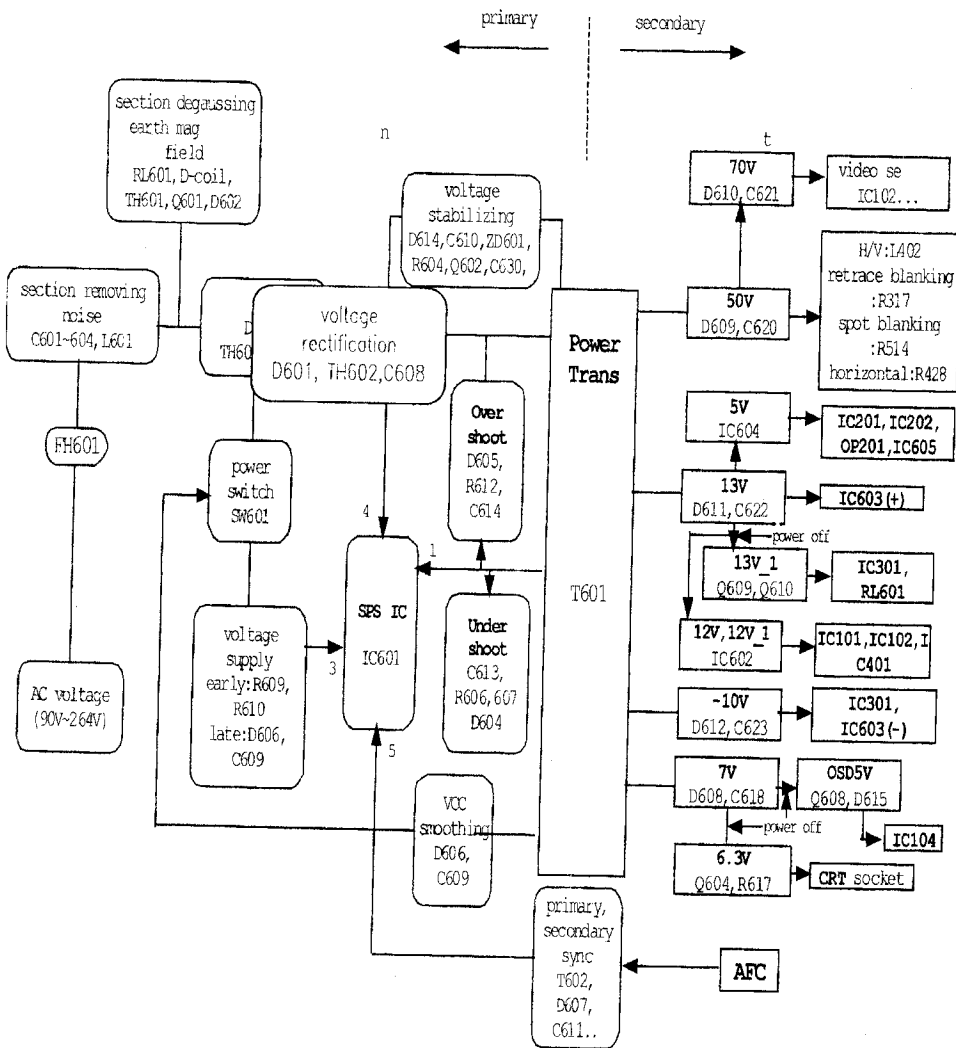 primary
secondary
section degaussing
earth mag
field
RL601, D-coil,
TH601, Q601, D602
n
t
voltage
stabilizing
D614, C610, ZD601,
R604, Q602, C630,
70V
D610, C621
video se
IC102...
section removing
noise
C601~604, L601
D
TH60
voltage
rectification
D601, TH602, C608
Power
Trans
T601
50V
D609, C620
H/V:L402
retrace blanking
:R317
spot blanking
:R514
horizontal:R428
Over
shoot
D605,
R612,
C614
5V
IC604
IC201, IC202,
OP201, IC605
FH601
power
switch
SW601
13V
D611, C622
IC603(+)
power off
4
1
SPS IC
IC601
13V_1
Q609, Q610
IC301,
RL601
voltage
supply
early:R609,
R610
late:D606,
C609
3
Under
shoot
C613,
R606, 607
D604
12V, 12V_1
IC602
IC101, IC102, I
C401
AC voltage
(90V~264V)
-10V
D612, C623
IC301,
IC603(-)
5
7V
D608, C618
OSD5V
Q608, D615
VCC
smoothing
D606,
C609
power off
IC104
6.3V
Q604, R617
CRT socket
primary,
secondary
sync
T602,
D607,
C611..
AFC